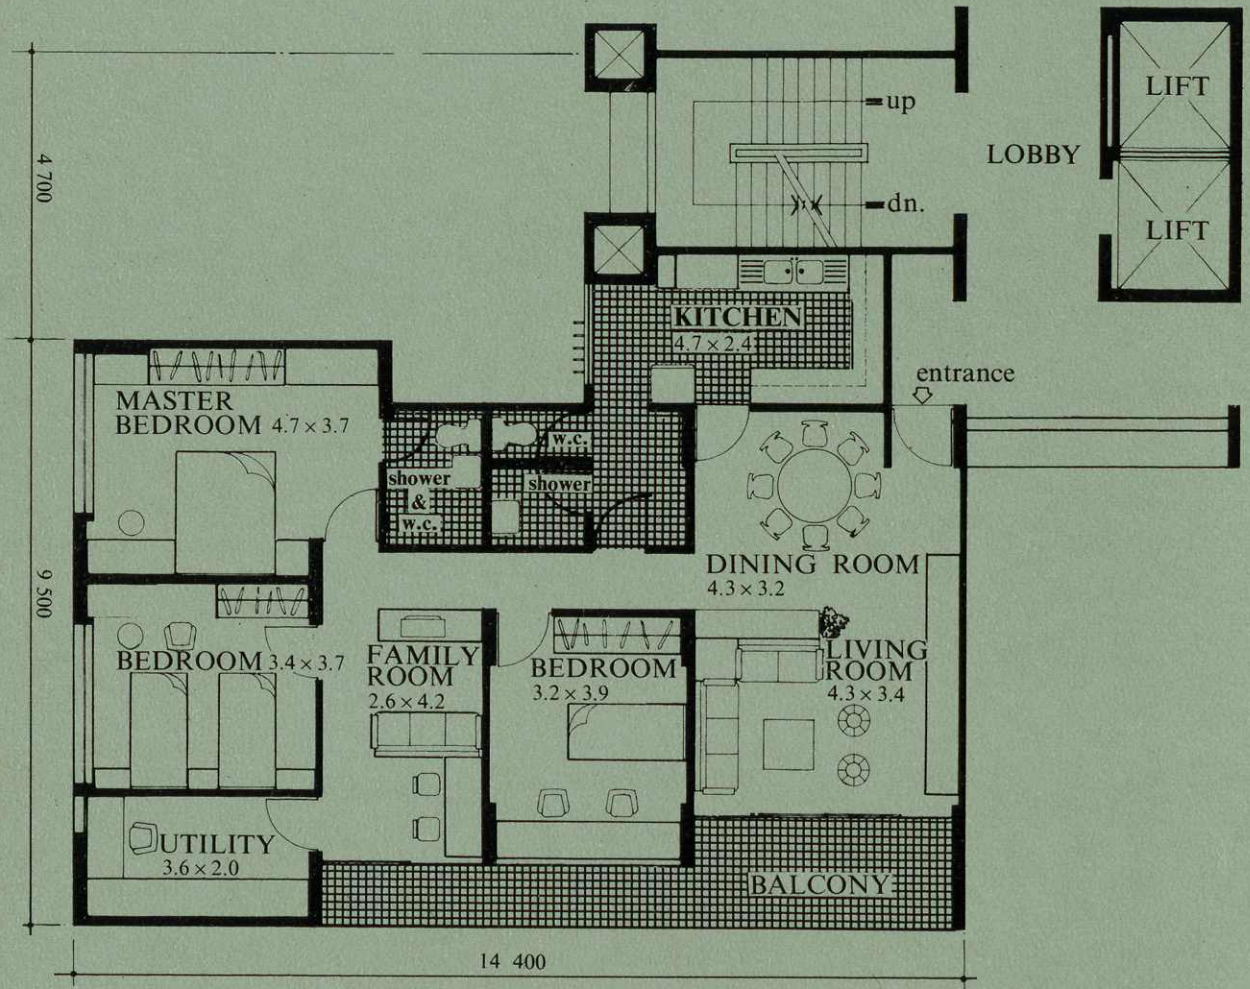 up
LIFT
LOBBY
4 700
dn.
LIFT
KITCHEN
4.7 × 2.4
entrance
MASTER
BEDROOM 4.7 × 3.7
w.c.
shower
&
w.c.
shower
DINING ROOM
4.3 × 3.2
9 500
BEDROOM 3.4 × 3.7
FAMILY
ROOM
2.6 × 4.2
BEDROOM
3.2 × 3.9
LIVING
ROOM
4.3 × 3.4
UTILITY
3.6 × 2.0
BALCONY
14 400